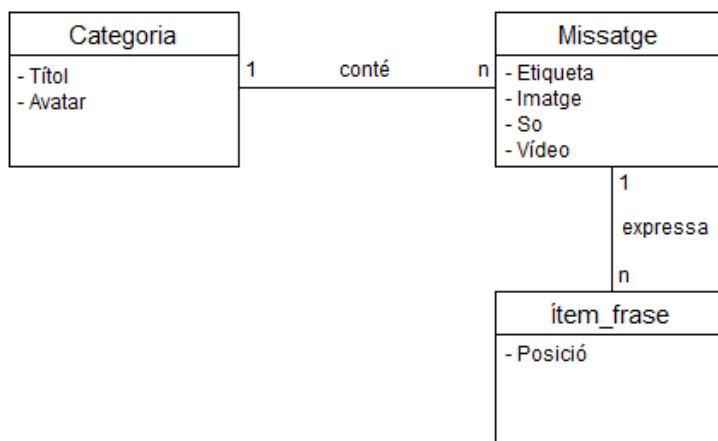 Categoria
- Títol
- Avatar
1 conté n
Missatge
- Etiqueta
- Imatge
- So
- Vídeo
1
expressa
n
ítem_frase
- Posició